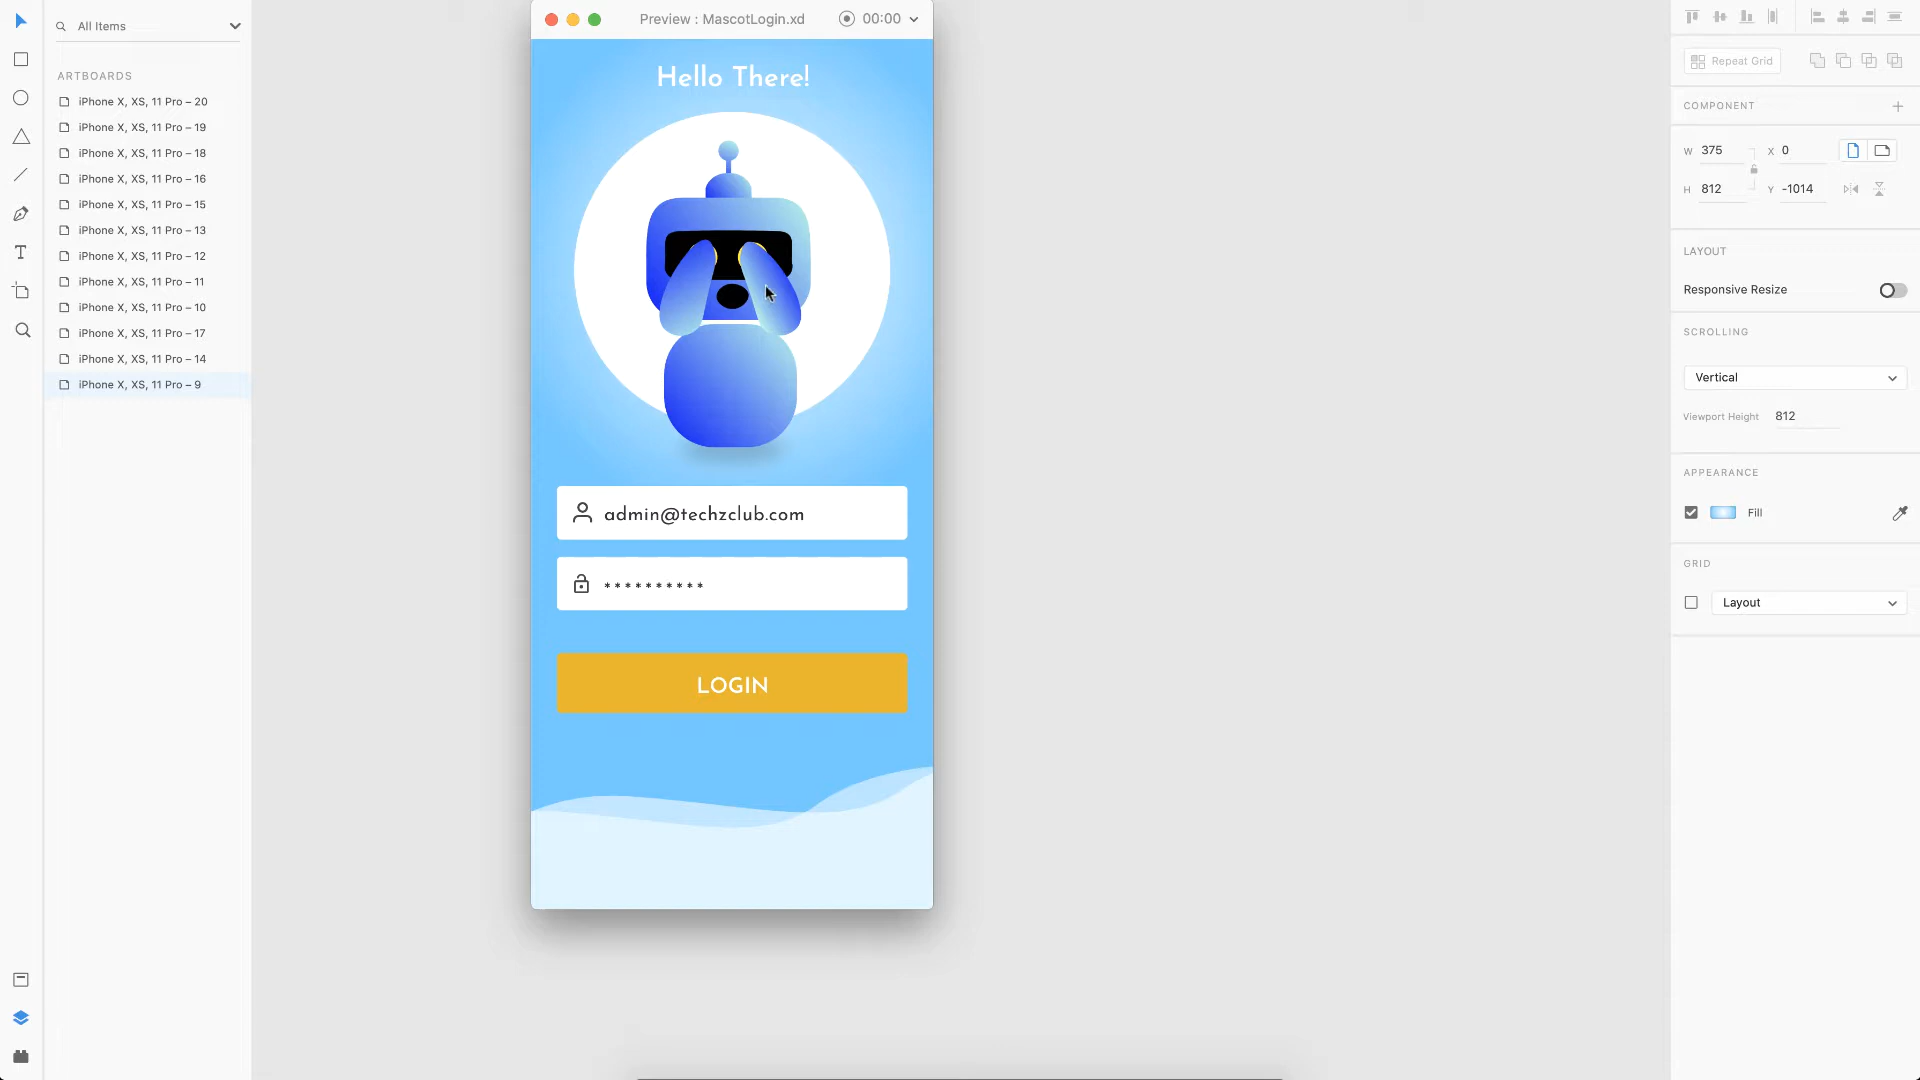 All Items
ARTBOARDS
iPhone X, XS, 11 Pro – 20
iPhone X, XS, 11 Pro – 19
iPhone X, XS, 11 Pro – 18
iPhone X, XS, 11 Pro – 16
iPhone X, XS, 11 Pro – 15
iPhone X, XS, 11 Pro – 13
iPhone X, XS, 11 Pro – 12
iPhone X, XS, 11 Pro – 11
iPhone X, XS, 11 Pro – 10
iPhone X, XS, 11 Pro – 17
iPhone X, XS, 11 Pro – 14
iPhone X, XS, 11 Pro – 9
Preview : MascotLogin.xd 00:00
Hello There!
admin@techzclub.com
**********
LOGIN
Repeat Grid
COMPONENT
W 375 X 0
H 812 Y -1014
LAYOUT
Responsive Resize
SCROLLING
Vertical
Viewport Height 812
APPEARANCE
Fill
GRID
Layout